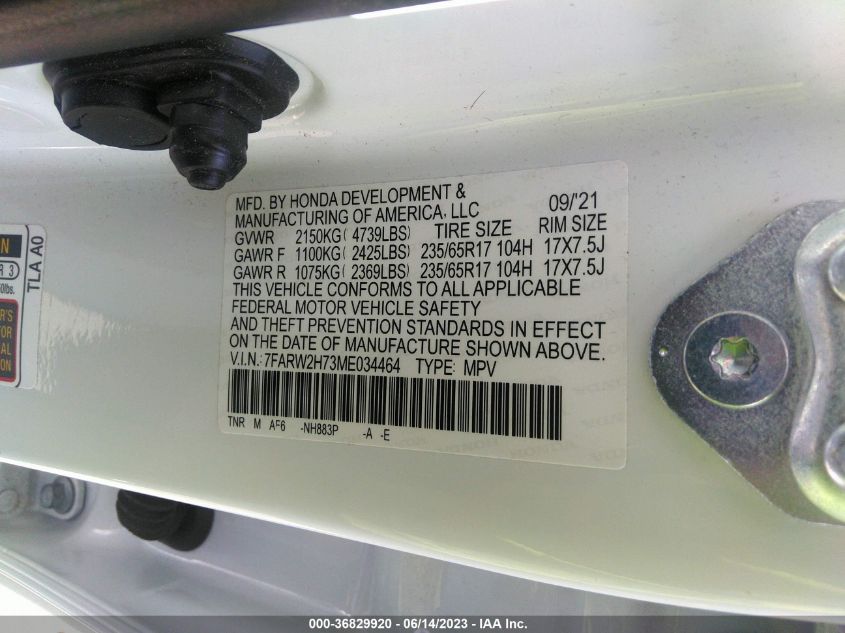 MFD. BY HONDA DEVELOPMENT & 09/'21
MANUFACTURING OF AMERICA, LLC
TIRE SIZE RIM SIZE
GVWR 2150KG( 4739LBS)
GAWR F 1100KG( 2425LBS) 235/65R17 104H 17X7.5J
GAWR R 1075KG( 2369LBS) 235/65R17 104H 17X7.5J
THIS VEHICLE CONFORMS TO ALL APPLICABLE
FEDERAL MOTOR VEHICLE SAFETY
AND THEFT PREVENTION STANDARDS IN EFFECT
ON THE DATE OF MANUFACTURE SHOWN ABOVE.
V.I.N.: 7FARW2H73ME034464 TYPE: MPV
TNR M AF6 -NH883P -A -E
TLA A0
R 3
0lbs.
000-36829920 - 06/14/2023 - IAA Inc.